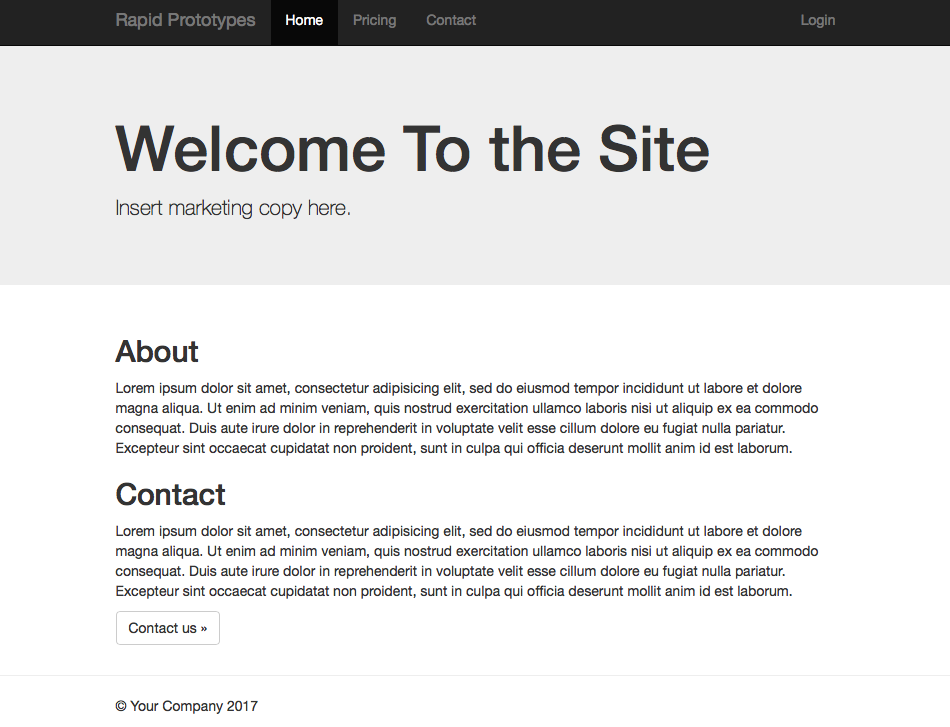 Rapid Prototypes Home Pricing Contact Login
Welcome To the Site
Insert marketing copy here.
About
Lorem ipsum dolor sit amet, consectetur adipisicing elit, sed do eiusmod tempor incididunt ut labore et dolore
magna aliqua. Ut enim ad minim veniam, quis nostrud exercitation ullamco laboris nisi ut aliquip ex ea commodo
consequat. Duis aute irure dolor in reprehenderit in voluptate velit esse cillum dolore eu fugiat nulla pariatur.
Excepteur sint occaecat cupidatat non proident, sunt in culpa qui officia deserunt mollit anim id est laborum.
Contact
Lorem ipsum dolor sit amet, consectetur adipisicing elit, sed do eiusmod tempor incididunt ut labore et dolore
magna aliqua. Ut enim ad minim veniam, quis nostrud exercitation ullamco laboris nisi ut aliquip ex ea commodo
consequat. Duis aute irure dolor in reprehenderit in voluptate velit esse cillum dolore eu fugiat nulla pariatur.
Excepteur sint occaecat cupidatat non proident, sunt in culpa qui officia deserunt mollit anim id est laborum.
Contact us »
© Your Company 2017